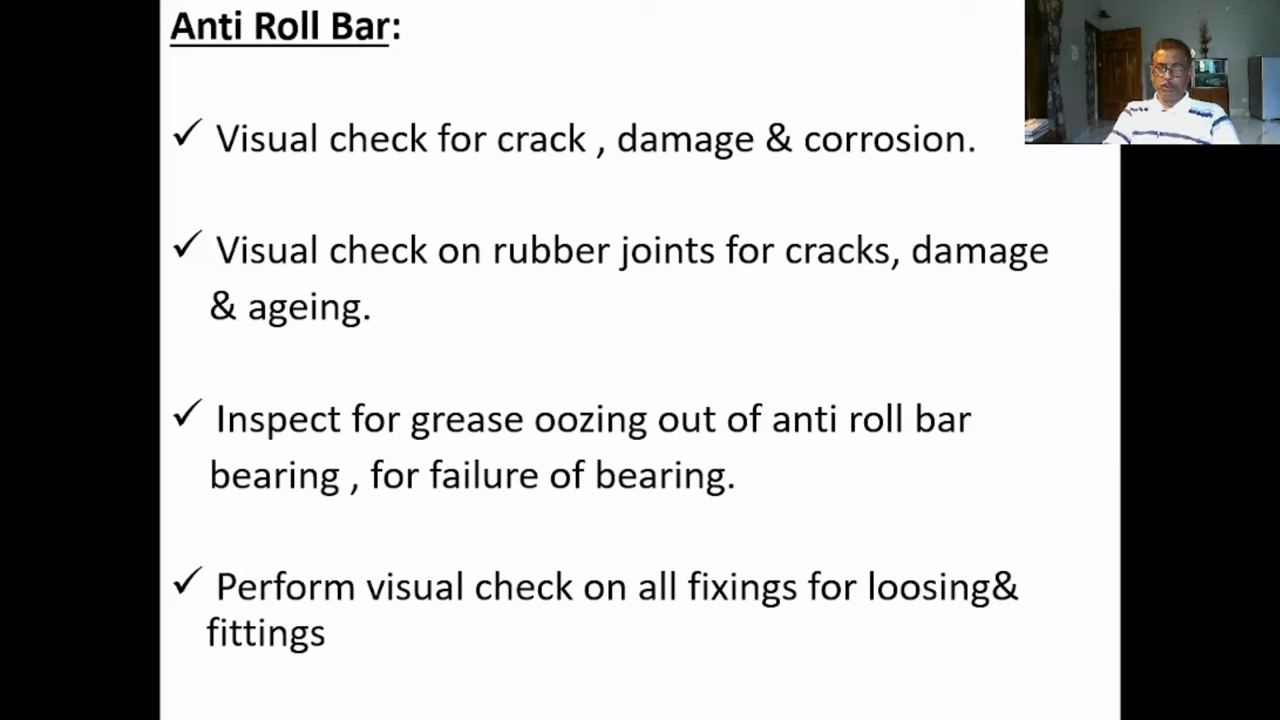 Anti Roll Bar:
✓ Visual check for crack , damage & corrosion.
✓ Visual check on rubber joints for cracks, damage
& ageing.
✓ Inspect for grease oozing out of anti roll bar
bearing , for failure of bearing.
✓ Perform visual check on all fixings for loosing&
fittings